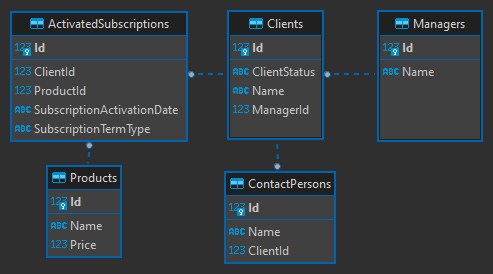 ActivatedSubscriptions
123 Id
123 ClientId
123 ProductId
ABC SubscriptionActivationDate
ABC SubscriptionTermType
Clients
123 Id
ABC ClientStatus
ABC Name
123 ManagerId
Managers
123 Id
ABC Name
Products
123 Id
ABC Name
123 Price
ContactPersons
123 Id
ABC Name
123 ClientId